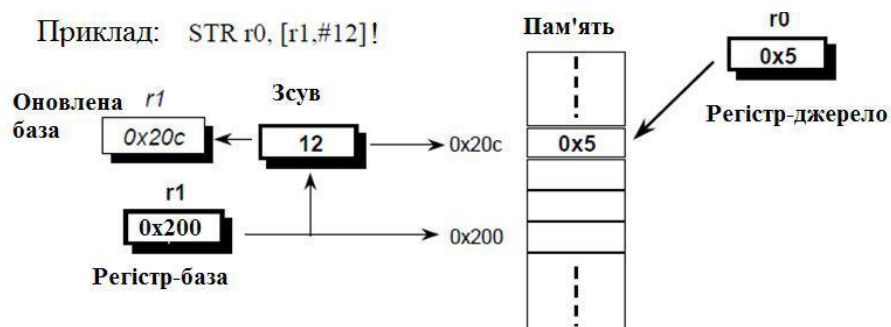 Приклад: STR r0, [r1,#12]!
Пам'ять
r0
0x5
Регістр-джерело
Оновлена
база
r1
0x20c
Зсув
12
0x20c
0x5
r1
0x200
0x200
Регістр-база